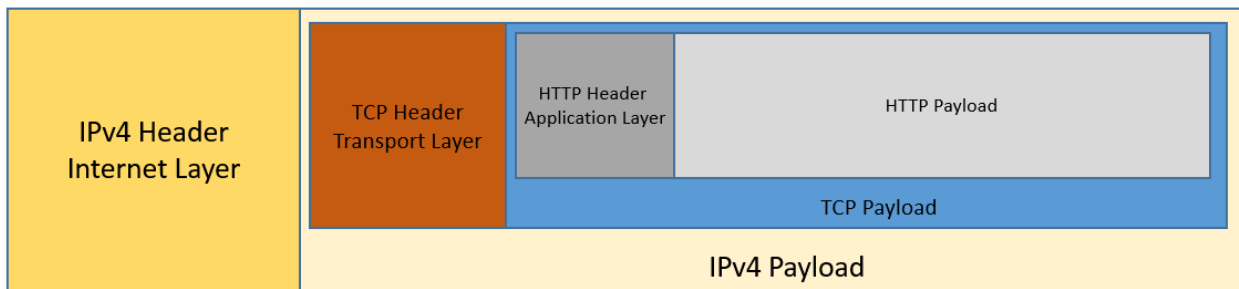 IPv4 Header
Internet Layer
TCP Header
Transport Layer
HTTP Header
Application Layer
HTTP Payload
TCP Payload
IPv4 Payload